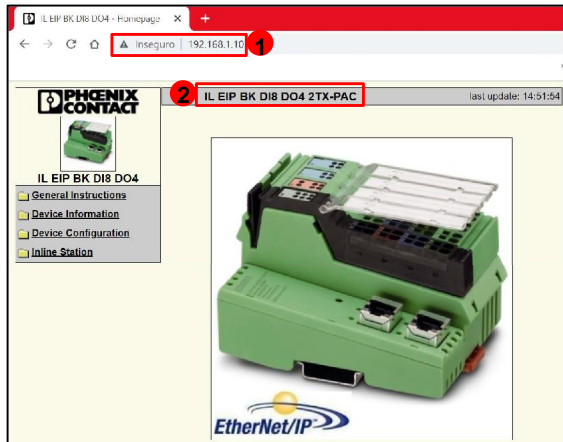 IL EIP BK DI8 DO4 - Homepage
Inseguro | 192.168.1.10
1
PHŒNIX
CONTACT
2
IL EIP BK DI8 DO4 2TX-PAC
last update: 14:51:54
IL EIP BK DI8 DO4
General Instructions
Device Information
Device Configuration
Inline Station
EtherNet/IP